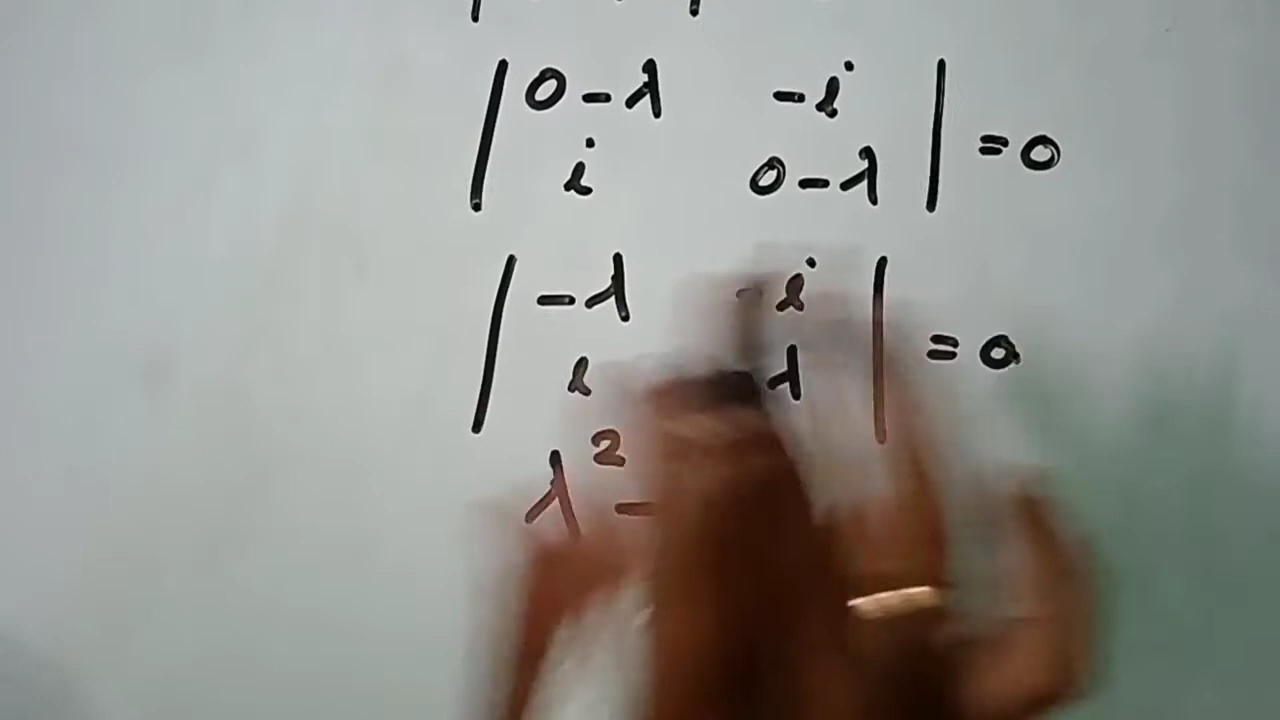 | 0-λ -i | = 0
| i 0-λ |
| -λ -i | = 0
| i λ |
λ² -